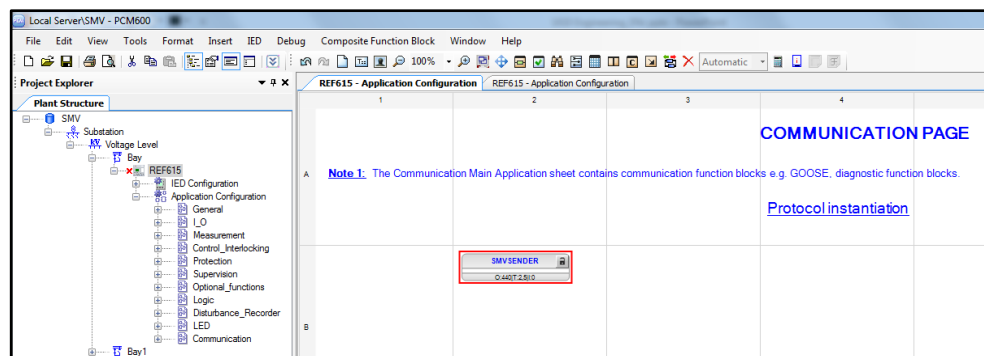 Local Server\SMV - PCM600
File Edit View Tools Format Insert IED Debug Composite Function Block Window Help
100% Automatic
Project Explorer
REF615 - Application Configuration REF615 - Application Configuration
Plant Structure
1 2 3 4
SMV
Substation
Voltage Level
Bay
REF615
IED Configuration
Application Configuration
General
I_O
Measurement
Control_Interlocking
Protection
Supervision
Optional_functions
Logic
Disturbance_Recorder
LED
Communication
Bay1
COMMUNICATION PAGE
A
Note 1: The Communication Main Application sheet contains communication function blocks e.g. GOOSE, diagnostic function blocks.
Protocol instantiation
SMVSENDER
O:440|T:2,5|I:0
B